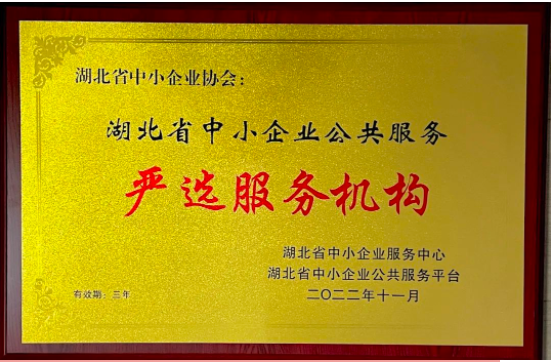 湖北省中小企业协会：
湖北省中小企业公共服务
严选服务机构
湖北省中小企业服务中心
湖北省中小企业公共服务平台
有效期：三年
二〇二二年十一月